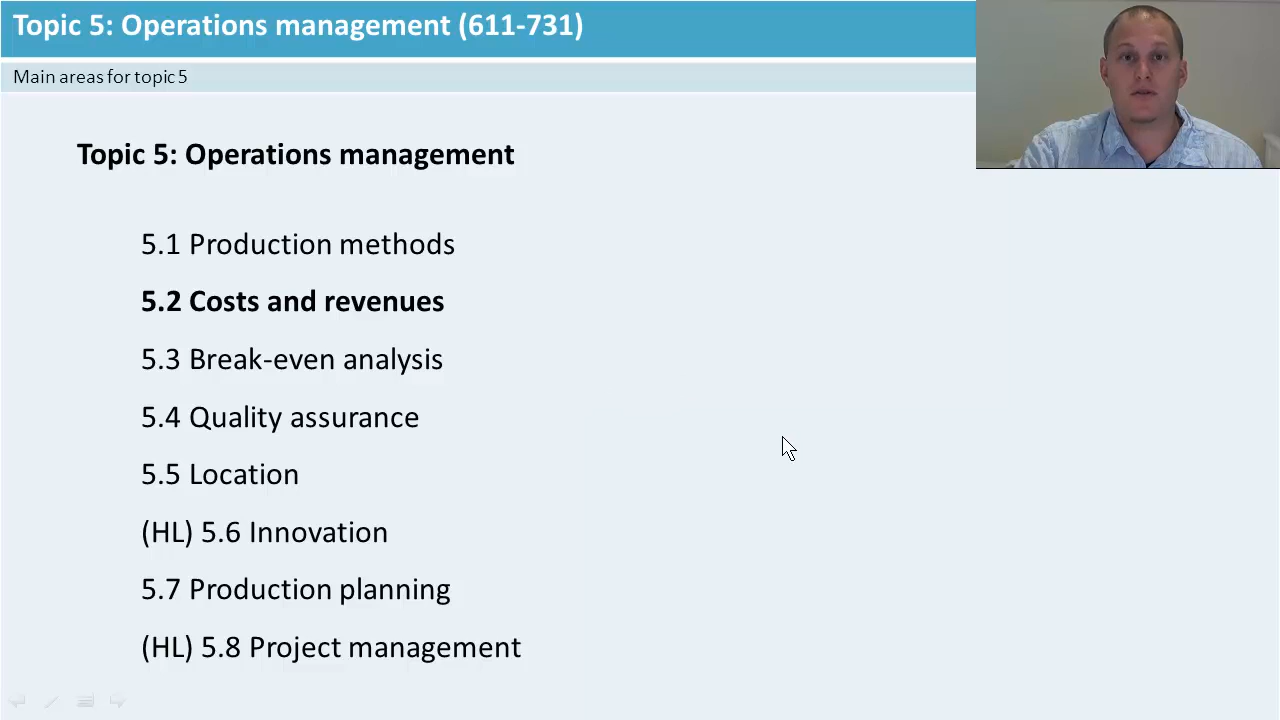 Topic 5: Operations management (611-731)
Main areas for topic 5
Topic 5: Operations management
5.1 Production methods
5.2 Costs and revenues
5.3 Break-even analysis
5.4 Quality assurance
5.5 Location
(HL) 5.6 Innovation
5.7 Production planning
(HL) 5.8 Project management